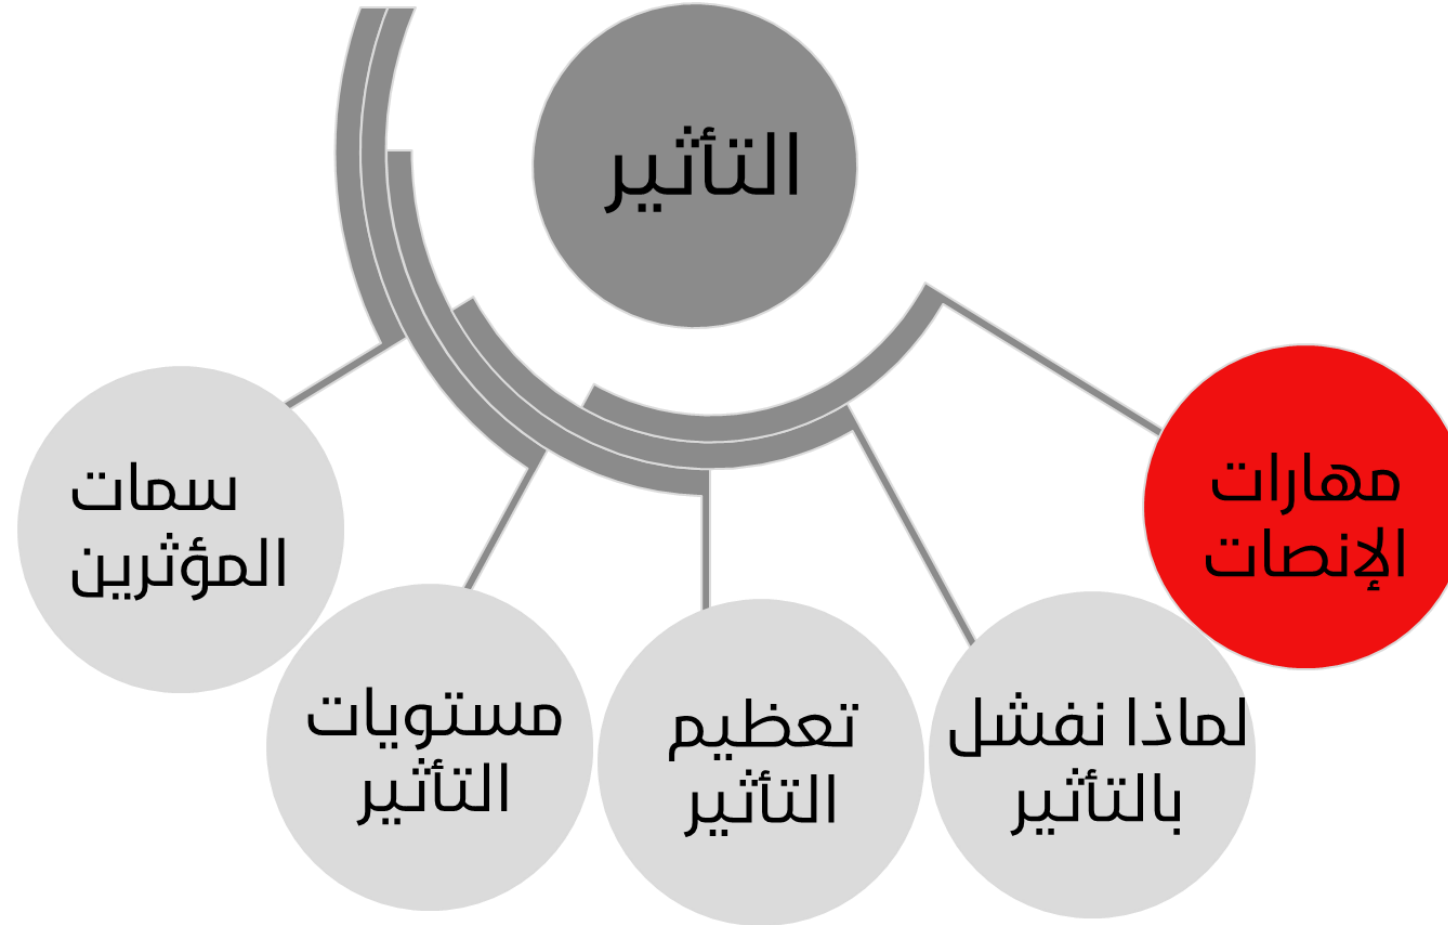 التأثير
مهارات
الإنصات
لماذا نفشل
بالتأثير
تعظيم
التأثير
مستويات
التأثير
سمات
المؤثرين